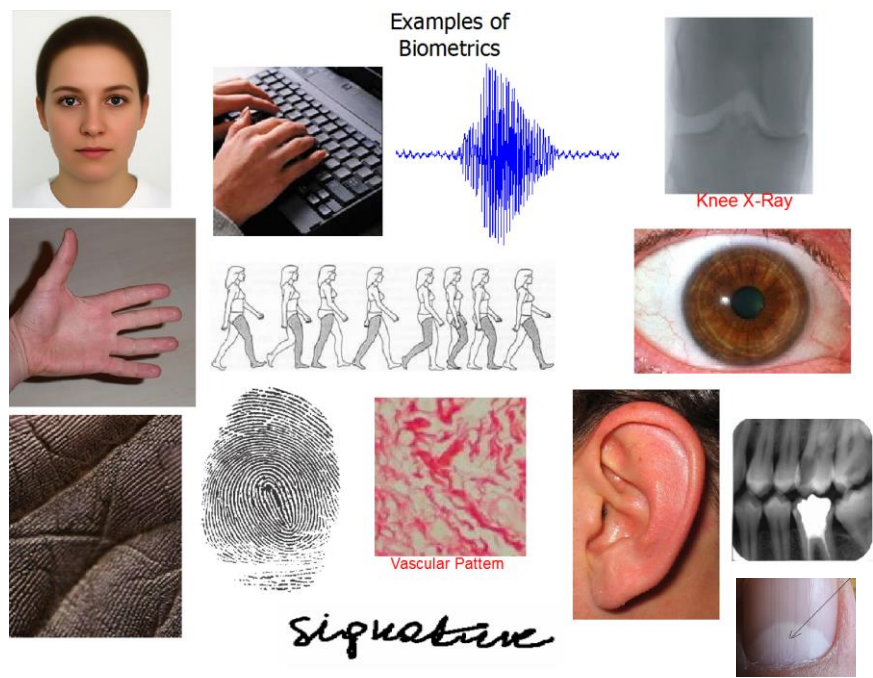 Examples of
Biometrics
Knee X-Ray
Vascular Pattern
signature